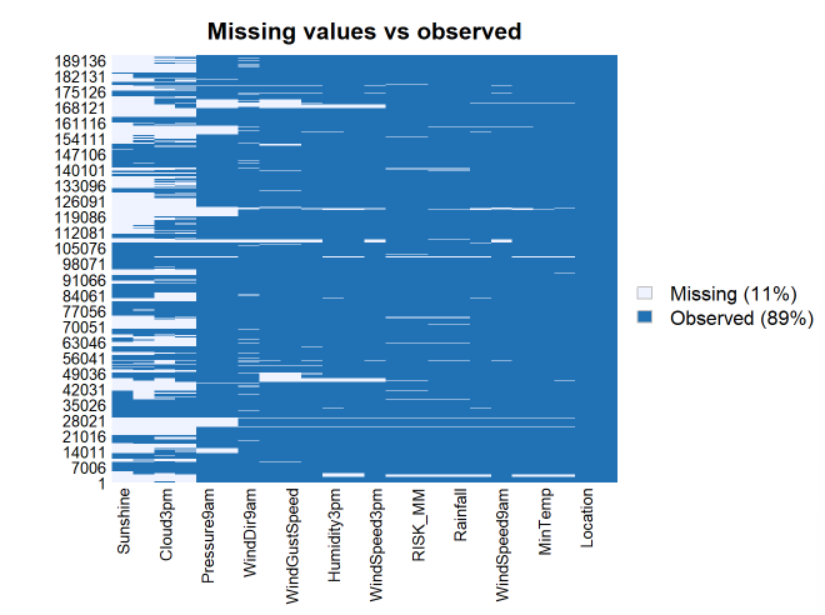 Missing values vs observed
189136
182131
175126
168121
161116
154111
147106
140101
133096
126091
119086
112081
105076
98071
91066
84061
77056
70051
63046
56041
49036
42031
35026
28021
21016
14011
7006
1
Missing (11%)
Observed (89%)
Sunshine
Cloud3pm
Pressure9am
WindDir9am
WindGustSpeed
Humidity3pm
WindSpeed3pm
RISK_MM
Rainfall
WindSpeed9am
MinTemp
Location